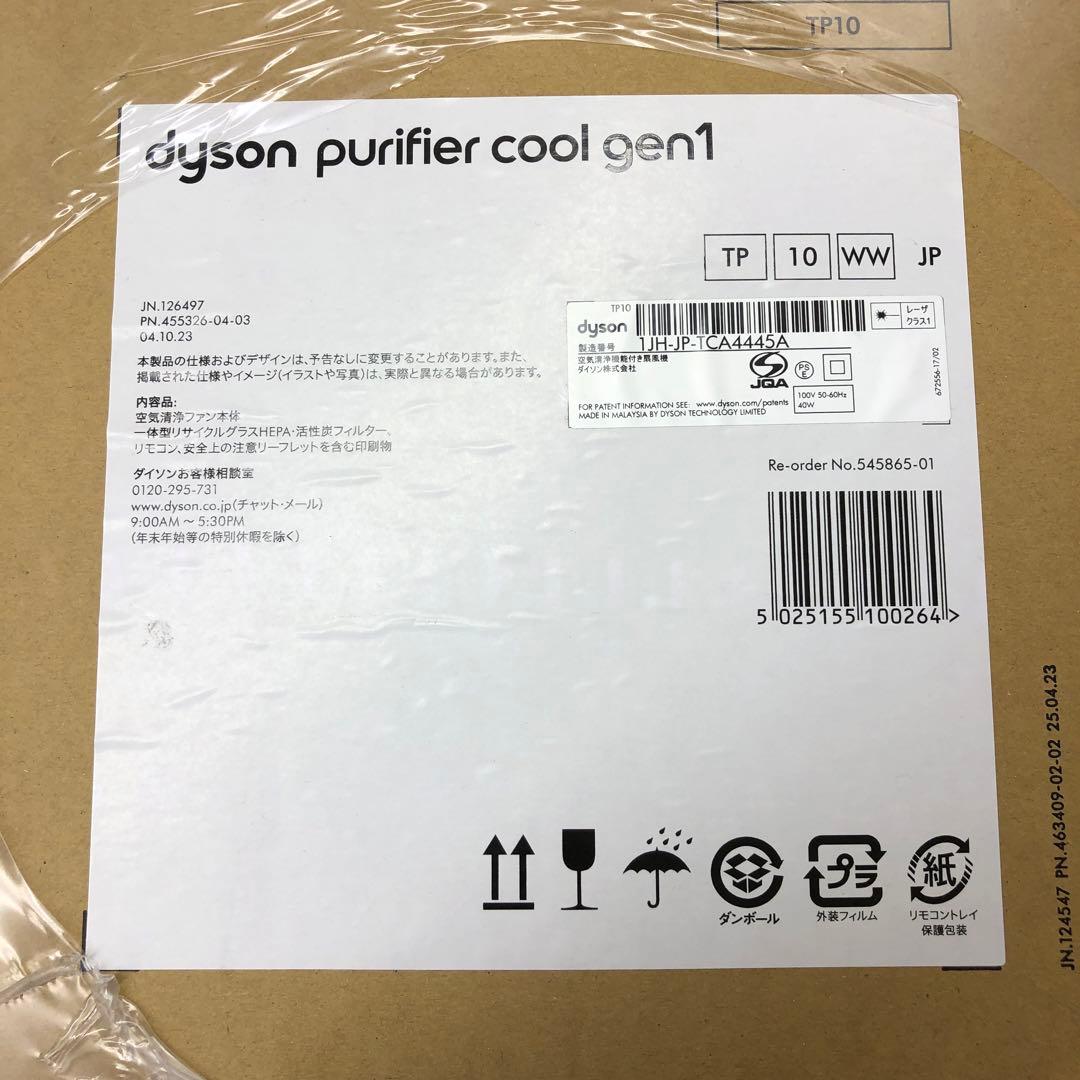 TP10
dyson purifier cool gen1
TP 10 WW JP
JN.126497
PN.455326-04-03
04.10.23
本製品の仕様およびデザインは、予告なしに変更することがあります。また、
掲載された仕様やイメージ(イラストや写真)は、実際と異なる場合があります。
内容品:
空気清浄ファン本体
一体型リサイクルグラスHEPA・活性炭フィルター、
リモコン、安全上の注意リーフレットを含む印刷物
ダイソンお客様相談室
0120-295-731
www.dyson.co.jp(チャット・メール)
9:00AM ～ 5:30PM
(年末年始等の特別休暇を除く)
TP10
dyson
製造番号 1JH-JP-TCA4445A
レーザ
クラス1
空気清浄機能付き扇風機
ダイソン株式会社
JQA
PS
E
FOR PATENT INFORMATION SEE: www.dyson.com/patents
MADE IN MALAYSIA BY DYSON TECHNOLOGY LIMITED
100V 50-60Hz
40W
672556-17/02
Re-order No.545865-01
5 025155 100264 >
ダンボール
プラ
外装フィルム
紙
リモコントレイ
保護包装
JN.124547 PN.463409-02-02 25.04.23